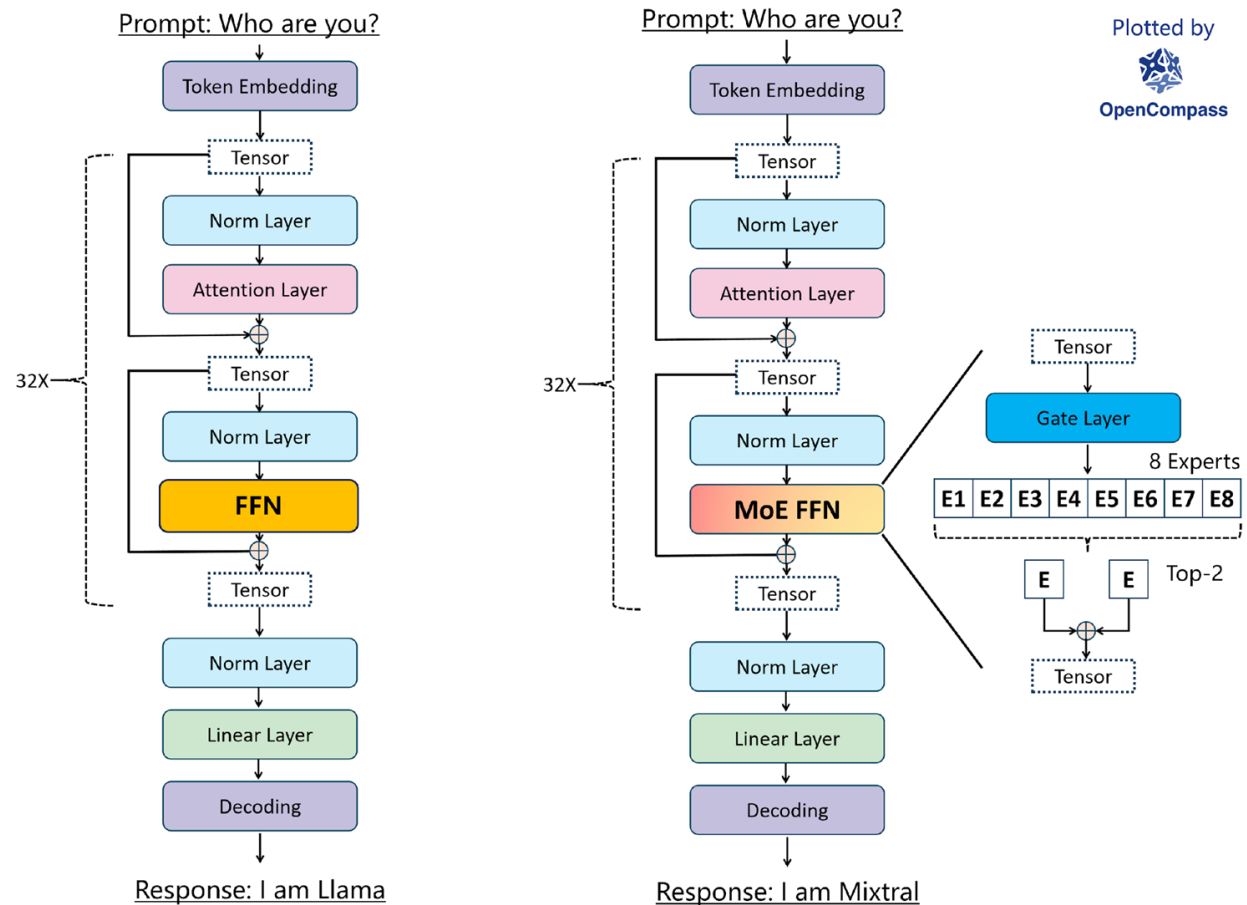 Prompt: Who are you?
Token Embedding
Tensor
Norm Layer
Attention Layer
32X
Tensor
Norm Layer
FFN
Tensor
Norm Layer
Linear Layer
Decoding
Response: I am Llama
Prompt: Who are you?
Token Embedding
Tensor
Norm Layer
Attention Layer
32X
Tensor
Norm Layer
MoE FFN
Tensor
Norm Layer
Linear Layer
Decoding
Response: I am Mixtral
Plotted by
OpenCompass
Tensor
Gate Layer
8 Experts
E1 E2 E3 E4 E5 E6 E7 E8
E E Top-2
Tensor